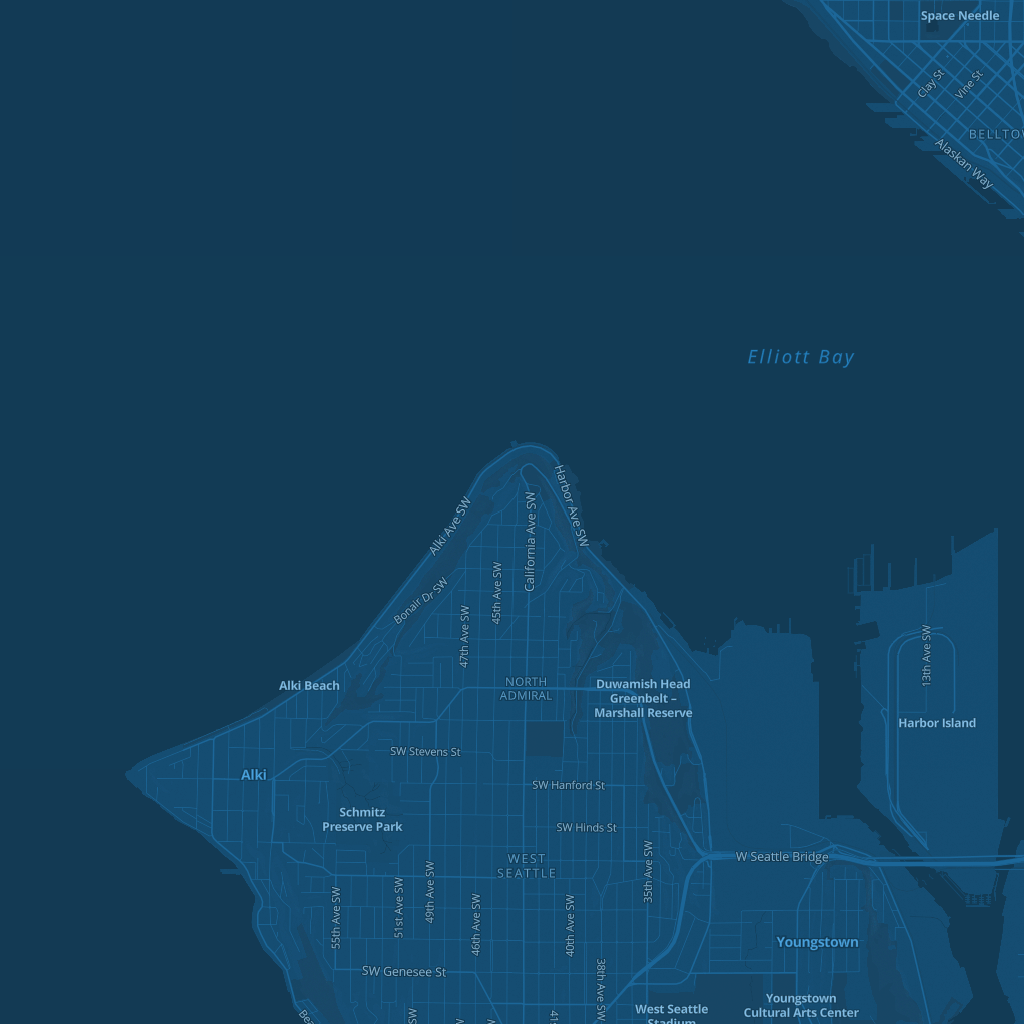 Space Needle
Clay St
Vine St
BELLTOW
Alaskan Way
Elliott Bay
Harbor Ave SW
Alki Ave SW
California Ave SW
45th Ave SW
Bonair Dr SW
47th Ave SW
13th Ave SW
Alki Beach
NORTH
ADMIRAL
Duwamish Head
Greenbelt –
Marshall Reserve
Harbor Island
SW Stevens St
Alki
SW Hanford St
Schmitz
Preserve Park
SW Hinds St
W Seattle Bridge
WEST
SEATTLE
35th Ave SW
49th Ave SW
51st Ave SW
55th Ave SW
46th Ave SW
40th Ave SW
Youngstown
SW Genesee St
38th Ave SW
Youngstown
Cultural Arts Center
West Seattle
Stadium
SW